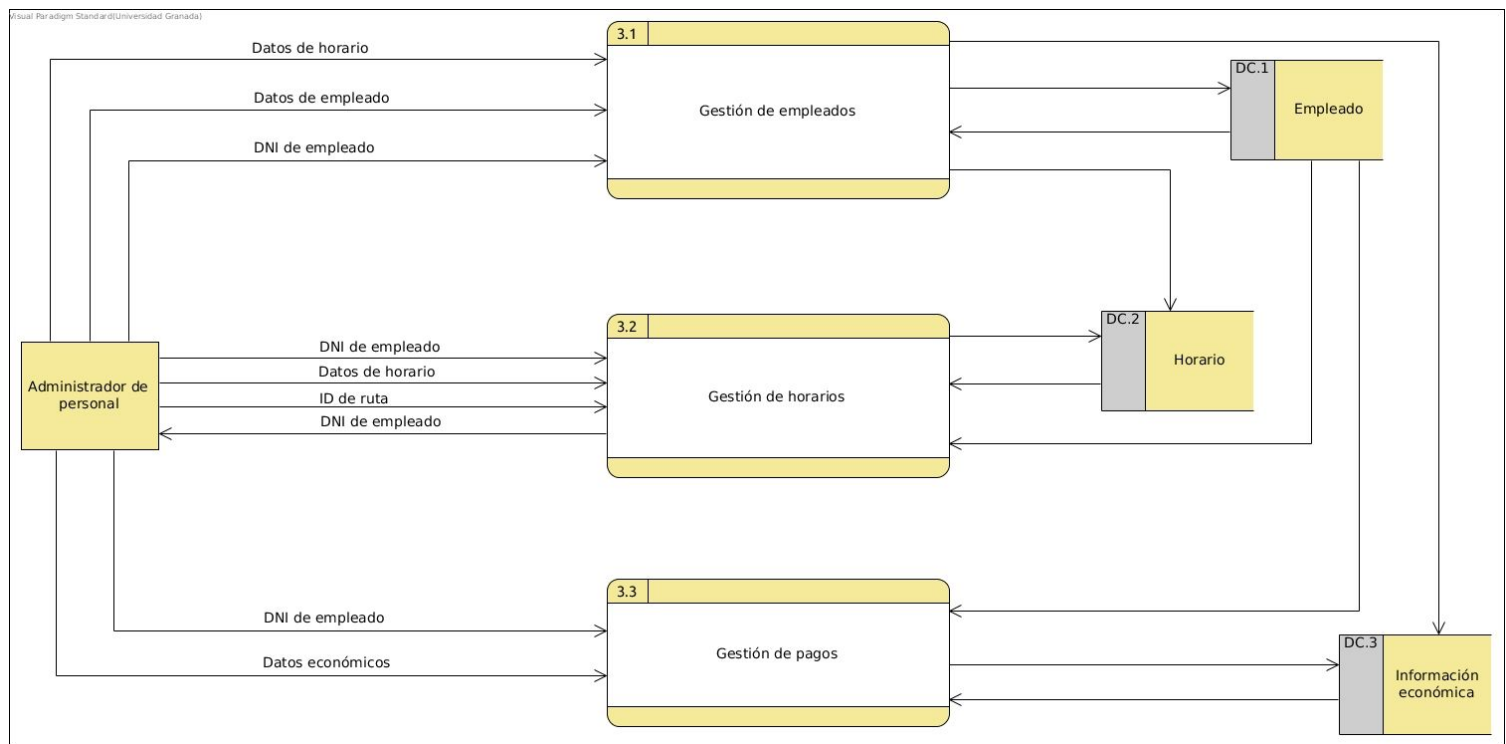 Visual Paradigm Standard(Universidad Granada)
3.1
Datos de horario
DC.1
Datos de empleado
Gestión de empleados
Empleado
DNI de empleado
3.2
DC.2
DNI de empleado
Datos de horario
Horario
Administrador de
personal
ID de ruta
Gestión de horarios
DNI de empleado
3.3
DNI de empleado
DC.3
Gestión de pagos
Datos económicos
Información
económica